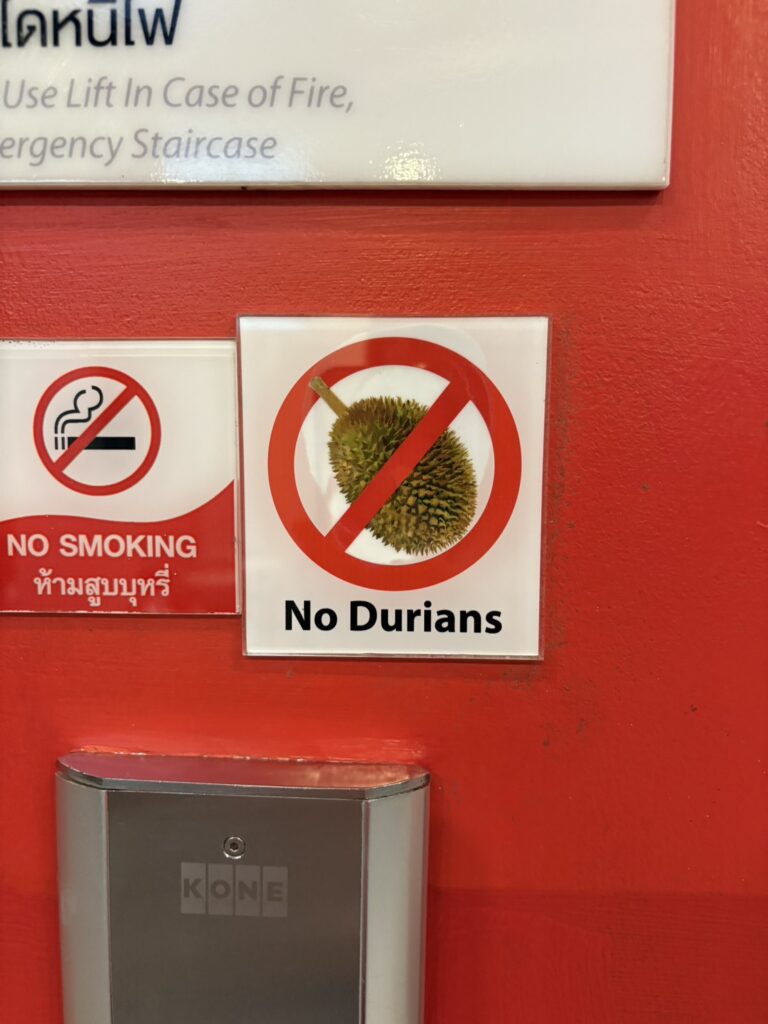 โดหนีไฟ
Use Lift In Case of Fire,
ergency Staircase
NO SMOKING
ห้ามสูบบุหรี่
No Durians
KONE